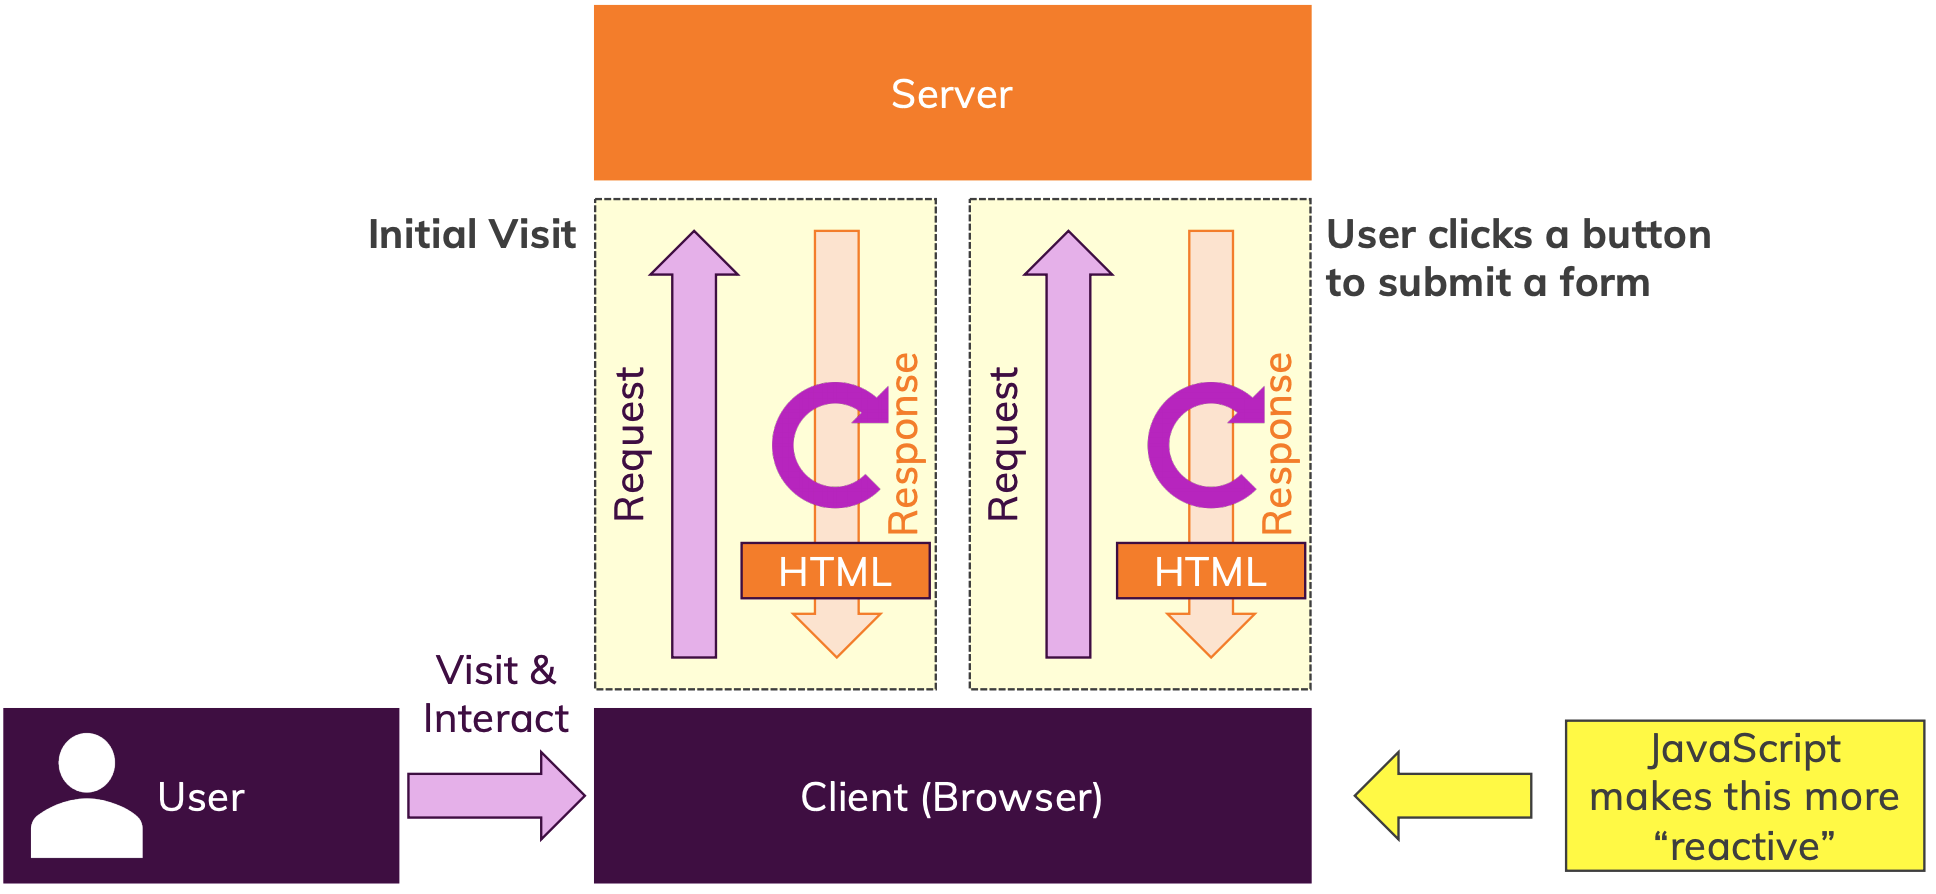 Server
Initial Visit
User clicks a button
to submit a form
Request
Response
HTML
Request
Response
HTML
Visit &
Interact
User
Client (Browser)
JavaScript
makes this more
“reactive”